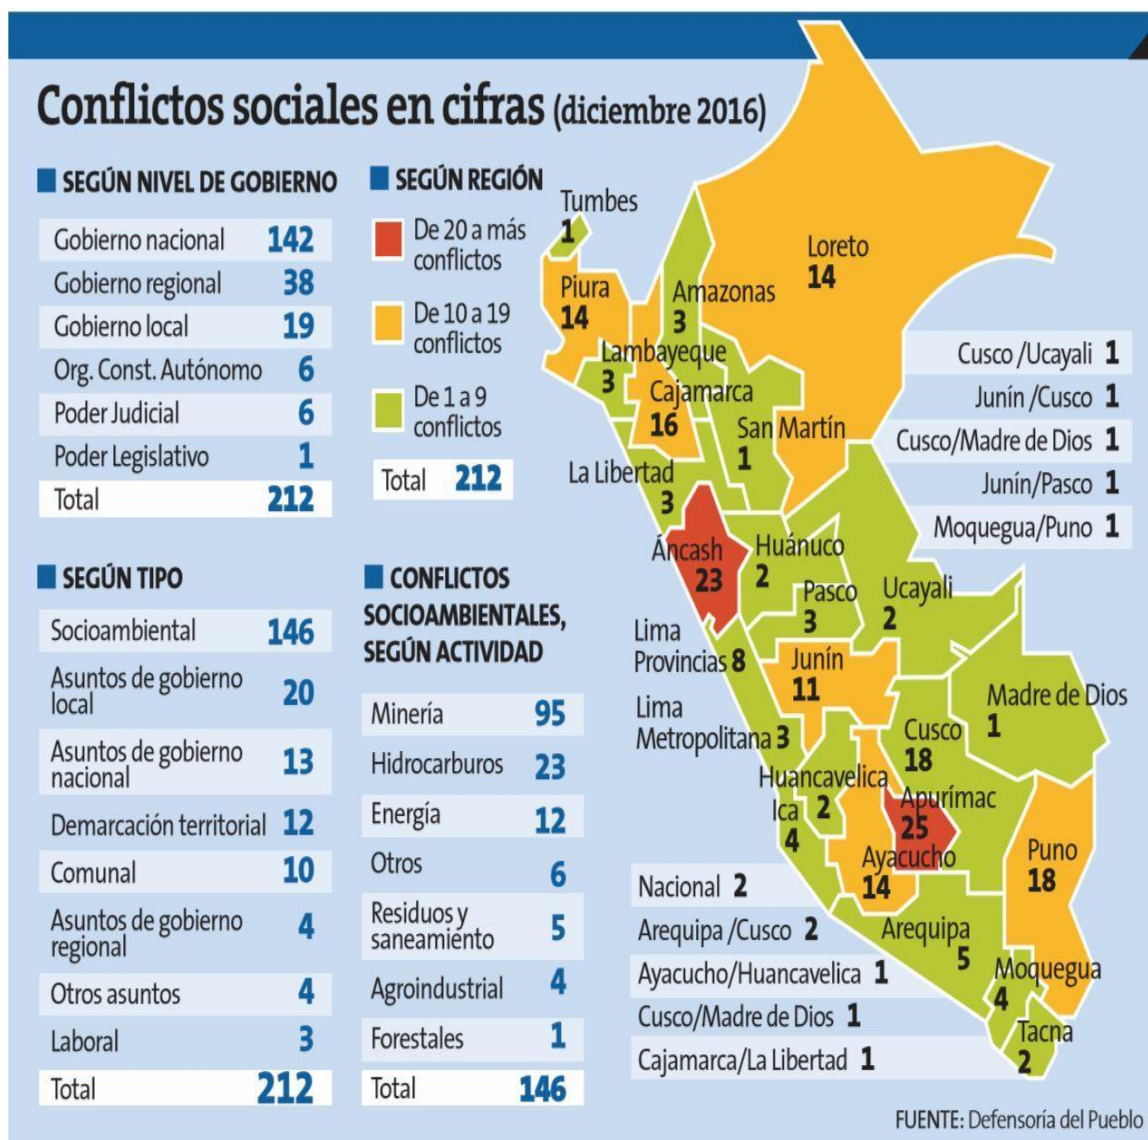 Conflictos sociales en cifras (diciembre 2016)
SEGÚN NIVEL DE GOBIERNO
Gobierno nacional 142
Gobierno regional 38
Gobierno local 19
Org. Const. Autónomo 6
Poder Judicial 6
Poder Legislativo 1
Total 212
SEGÚN REGIÓN
De 20 a más
conflictos
De 10 a 19
conflictos
De 1 a 9
conflictos
Total 212
SEGÚN TIPO
Socioambiental 146
Asuntos de gobierno
local 20
Asuntos de gobierno
nacional 13
Demarcación territorial 12
Comunal 10
Asuntos de gobierno
regional 4
Otros asuntos 4
Laboral 3
Total 212
CONFLICTOS
SOCIOAMBIENTALES,
SEGÚN ACTIVIDAD
Minería 95
Hidrocarburos 23
Energía 12
Otros 6
Residuos y
saneamiento 5
Agroindustrial 4
Forestales 1
Total 146
Tumbes
1
Piura
14
Amazonas
3
Loreto
14
Lambayeque
3
Cajamarca
16
San Martín
1
La Libertad
3
Áncash
23
Huánuco
2
Pasco
3
Ucayali
2
Lima
Provincias 8
Junín
11
Lima
Metropolitana 3
Madre de Dios
1
Cusco
18
Huancavelica
2
Ica
4
Apurímac
25
Ayacucho
14
Puno
18
Arequipa
5
Moquegua
4
Tacna
2
Cusco /Ucayali 1
Junín /Cusco 1
Cusco/Madre de Dios 1
Junín/Pasco 1
Moquegua/Puno 1
Nacional 2
Arequipa /Cusco 2
Ayacucho/Huancavelica 1
Cusco/Madre de Dios 1
Cajamarca/La Libertad 1
FUENTE: Defensoría del Pueblo